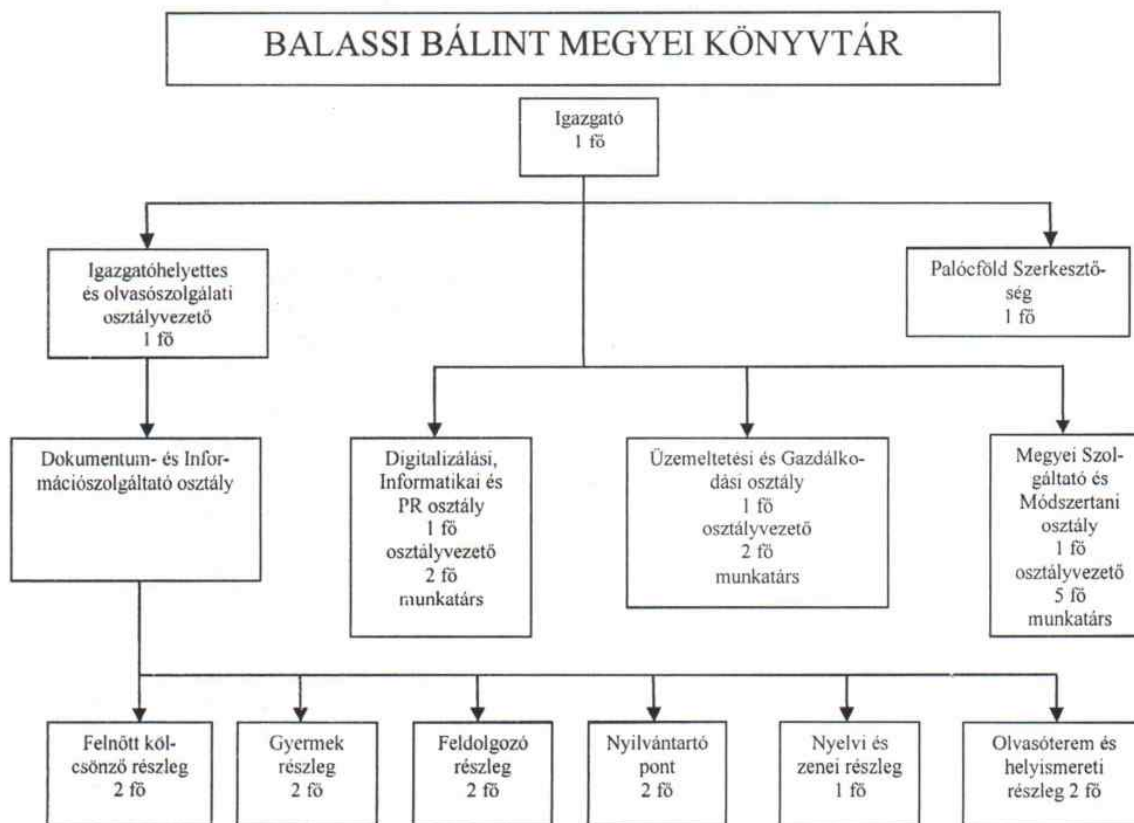 BALASSI BÁLINT MEGYEI KÖNYVTÁR
Igazgató
1 fő
Igazgatóhelyettes
és olvasószolgálati
osztályvezető
1 fő
Palócföld Szerkesztő-
ség
1 fő
Dokumentum- és Infor-
mációszolgáltató osztály
Digitalizálási,
Informatikai és
PR osztály
1 fő
osztályvezető
2 fő
munkatárs
Üzemeltetési és Gazdálko-
dási osztály
1 fő
osztályvezető
2 fő
munkatárs
Megyei Szol-
gáltató és
Módszertani
osztály
1 fő
osztályvezető
5 fő
munkatárs
Felnőtt köl-
csönző részleg
2 fő
Gyermek
részleg
2 fő
Feldolgozó
részleg
2 fő
Nyilvántartó
pont
2 fő
Nyelvi és
zenei részleg
1 fő
Olvasóterem és
helyismereti
részleg 2 fő